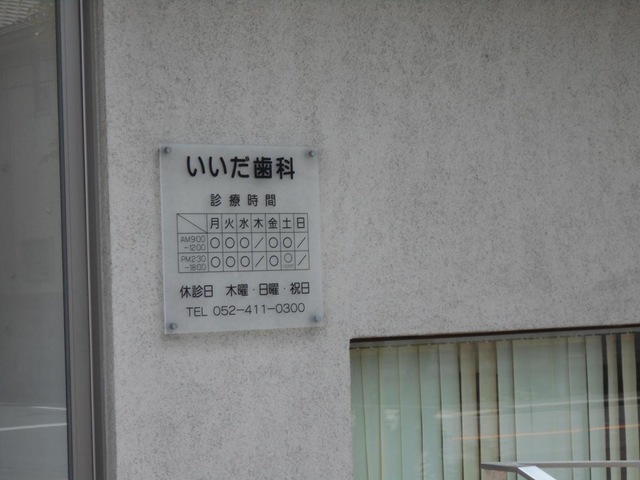 いいだ歯科
診療時間
月 火 水 木 金 土 日
AM9:00-12:00 ○ ○ ○ / ○ ○ /
PM2:30-18:00 ○ ○ ○ / ○ ○ /
休診日 木曜・日曜・祝日
TEL 052-411-0300